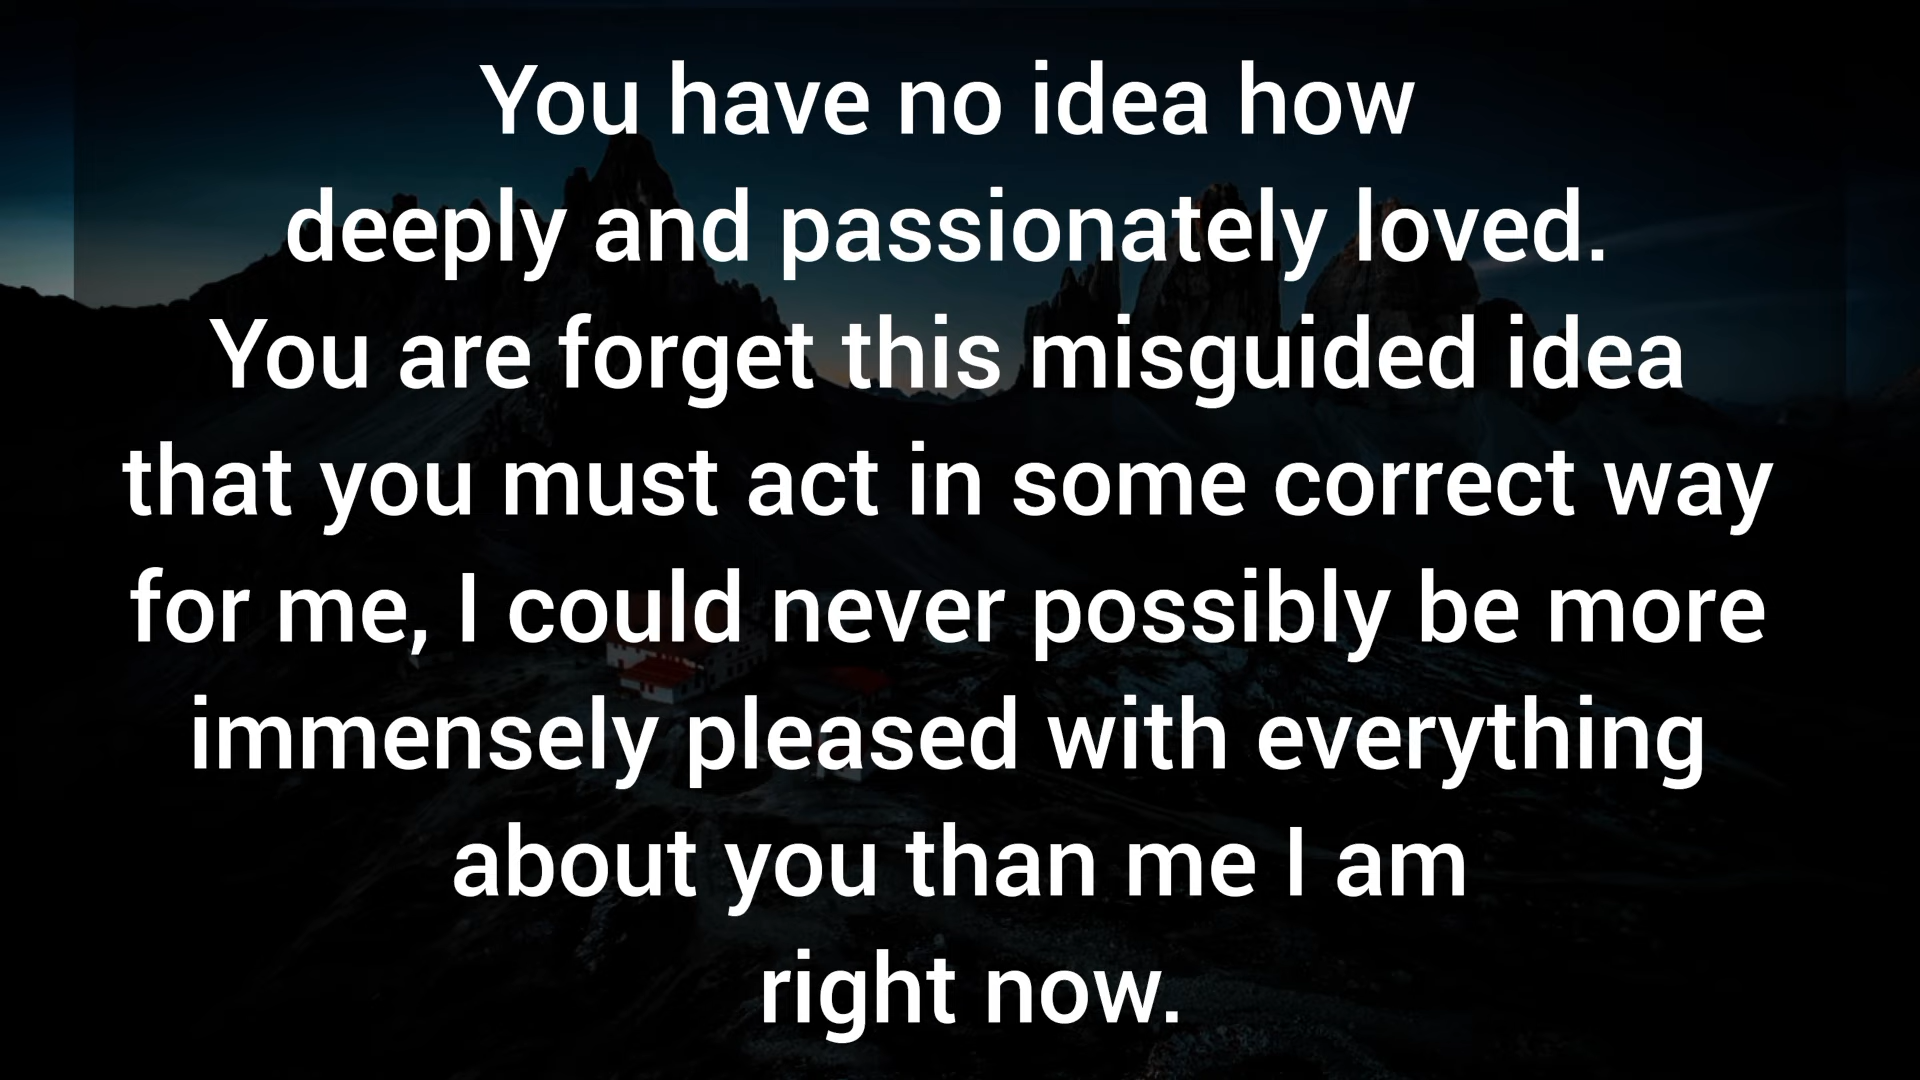 You have no idea how
deeply and passionately loved.
You are forget this misguided idea
that you must act in some correct way
for me, I could never possibly be more
immensely pleased with everything
about you than me I am
right now.